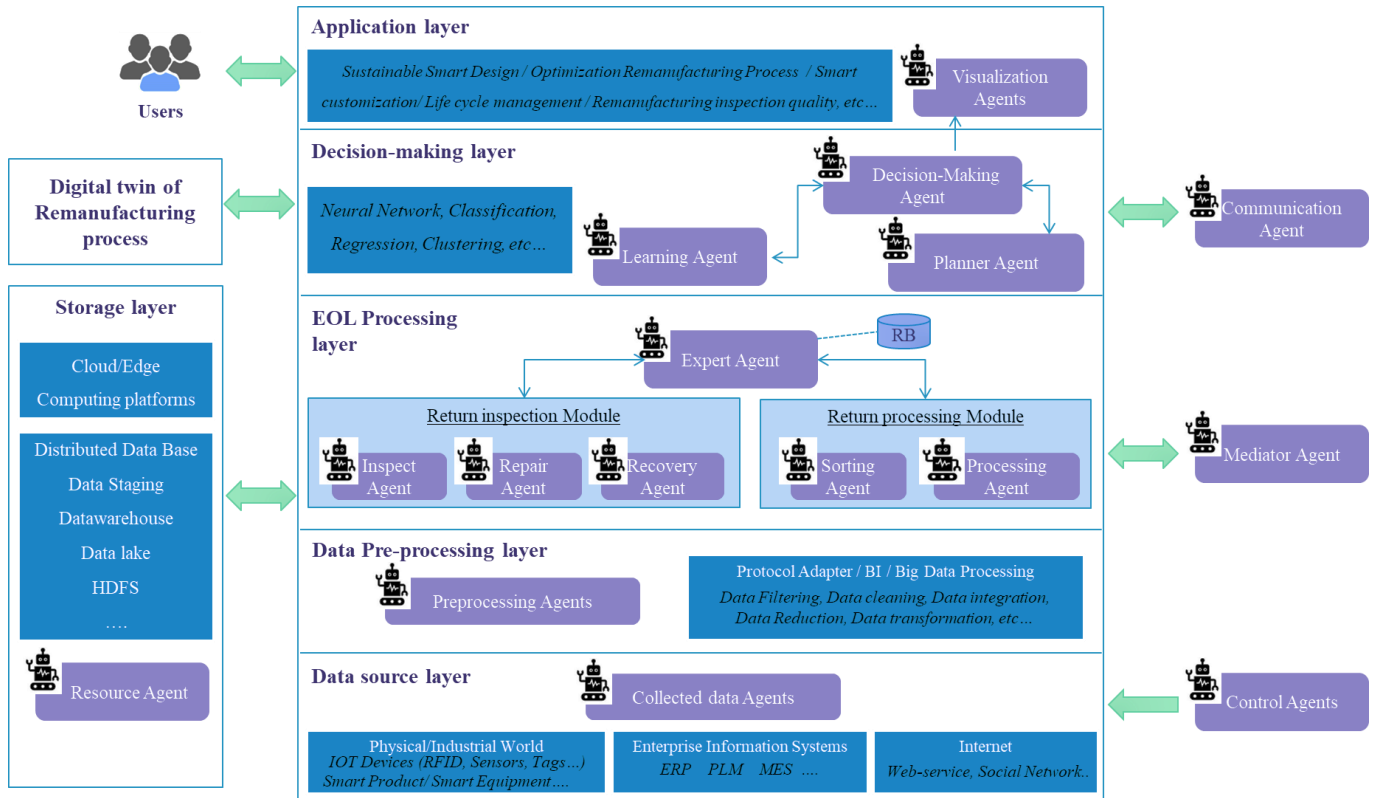 Users
Digital twin of
Remanufacturing
process
Storage layer
Cloud/Edge
Computing platforms
Distributed Data Base
Data Staging
Datawarehouse
Data lake
HDFS
….
Resource Agent
Application layer
Sustainable Smart Design / Optimization Remanufacturing Process / Smart
customization/ Life cycle management / Remanufacturing inspection quality, etc…
Visualization
Agents
Decision-making layer
Neural Network, Classification,
Regression, Clustering, etc…
Decision-Making
Agent
Learning Agent
Planner Agent
EOL Processing
layer
Expert Agent
RB
Return inspection Module
Inspect
Agent
Repair
Agent
Recovery
Agent
Return processing Module
Sorting
Agent
Processing
Agent
Data Pre-processing layer
Preprocessing Agents
Protocol Adapter / BI / Big Data Processing
Data Filtering, Data cleaning, Data integration,
Data Reduction, Data transformation, etc…
Data source layer
Collected data Agents
Physical/Industrial World
IOT Devices (RFID, Sensors, Tags…)
Smart Product/ Smart Equipment….
Enterprise Information Systems
ERP PLM MES ….
Internet
Web-service, Social Network..
Communication
Agent
Mediator Agent
Control Agents